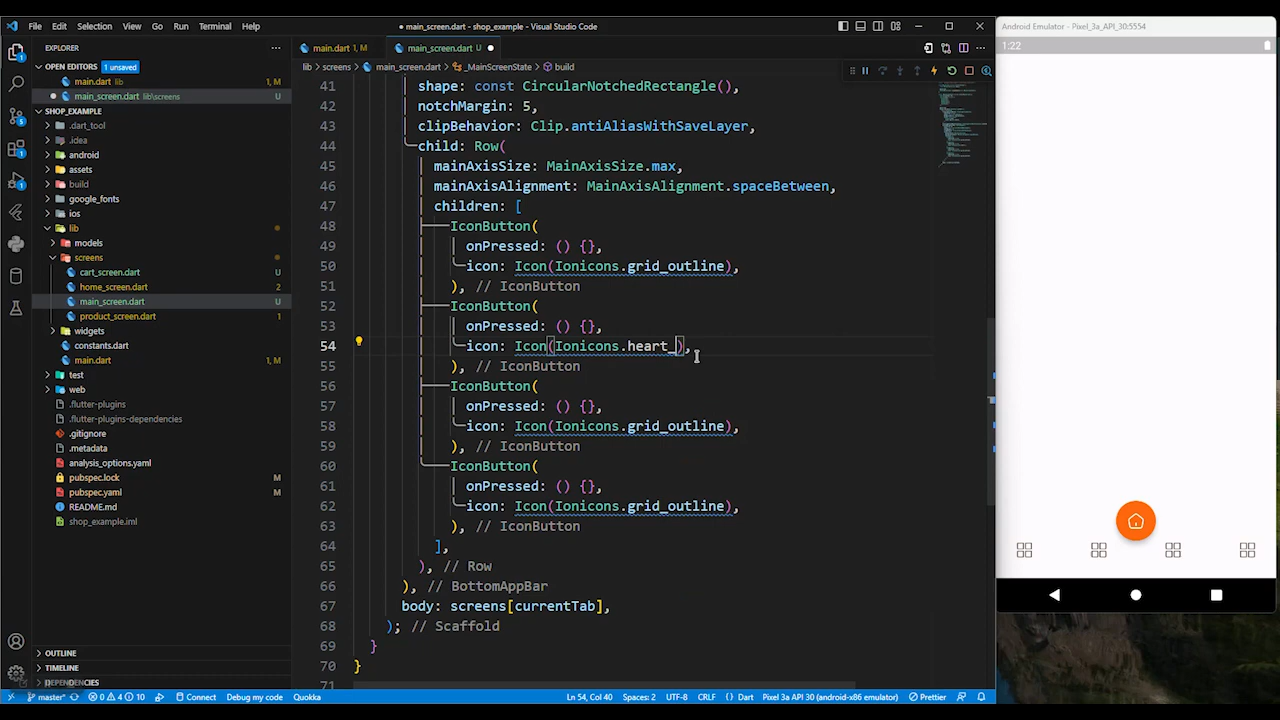 File Edit Selection View Go Run Terminal Help
● main_screen.dart - shop_example - Visual Studio Code
EXPLORER
OPEN EDITORS 1 unsaved
main.dart lib 1, M
main_screen.dart lib\screens U
SHOP_EXAMPLE
.dart_tool
.idea
android
assets
build
google_fonts
ios
lib
models
screens
cart_screen.dart U
home_screen.dart 2
main_screen.dart U
product_screen.dart 1
widgets
constants.dart
main.dart 1, M
test
web
.flutter-plugins
.flutter-plugins-dependencies
.gitignore
.metadata
analysis_options.yaml
pubspec.lock M
pubspec.yaml M
README.md
shop_example.iml
OUTLINE
TIMELINE
DEPENDENCIES
main.dart 1, M
main_screen.dart U
lib > screens > main_screen.dart > _MainScreenState > build
41 shape: const CircularNotchedRectangle(),
42 notchMargin: 5,
43 clipBehavior: Clip.antiAliasWithSaveLayer,
44 child: Row(
45 mainAxisSize: MainAxisSize.max,
46 mainAxisAlignment: MainAxisAlignment.spaceBetween,
47 children: [
48 IconButton(
49 onPressed: () {},
50 icon: Icon(Ionicons.grid_outline),
51 ), // IconButton
52 IconButton(
53 onPressed: () {},
54 icon: Icon(Ionicons.heart_),
55 ), // IconButton
56 IconButton(
57 onPressed: () {},
58 icon: Icon(Ionicons.grid_outline),
59 ), // IconButton
60 IconButton(
61 onPressed: () {},
62 icon: Icon(Ionicons.grid_outline),
63 ), // IconButton
64 ],
65 ), // Row
66 ), // BottomAppBar
67 body: screens[currentTab],
68 ); // Scaffold
69 }
70 }
71
master* 0 4 10 Connect Debug my code Quokka Ln 54, Col 40 Spaces: 2 UTF-8 CRLF {} Dart Pixel 3a API 30 (android-x86 emulator) Prettier
Android Emulator - Pixel_3a_API_30:5554
1:22